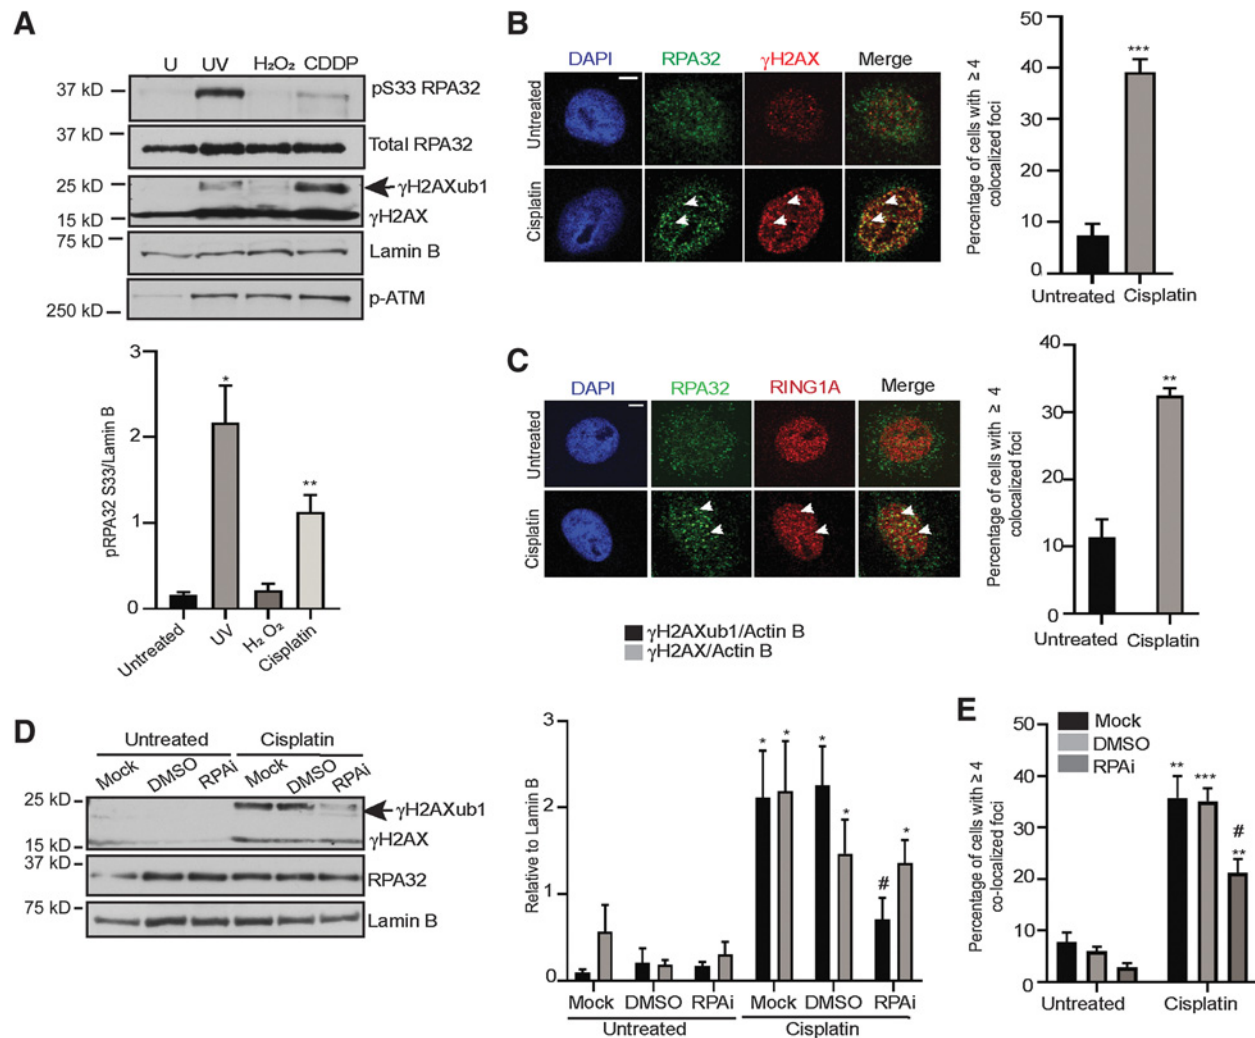 A
U UV H₂O₂ CDDP
37 kD
pS33 RPA32
37 kD
Total RPA32
25 kD
γH2AXub1
15 kD
γH2AX
75 kD
Lamin B
p-ATM
250 kD
pRPA32 S33/Lamin B
3
2
1
0
*
**
Untreated
UV
H₂ O₂
Cisplatin
B
DAPI RPA32 γH2AX Merge
Untreated
Cisplatin
Percentage of cells with ≥ 4
colocalized foci
50
40
30
20
10
0
***
Untreated Cisplatin
C
DAPI RPA32 RING1A Merge
Untreated
Cisplatin
Percentage of cells with ≥ 4
colocalized foci
40
30
20
10
0
**
Untreated Cisplatin
γH2AXub1/Actin B
γH2AX/Actin B
D
Untreated Cisplatin
Mock DMSO RPAi Mock DMSO RPAi
25 kD
γH2AXub1
15 kD
γH2AX
37 kD
RPA32
75 kD
Lamin B
Relative to Lamin B
3
2
1
0
* * * * # *
Mock DMSO RPAi Mock DMSO RPAi
Untreated Cisplatin
E
Mock
DMSO
RPAi
Percentage of cells with ≥ 4
co-localized foci
50
40
30
20
10
0
** ***
#
**
Untreated Cisplatin